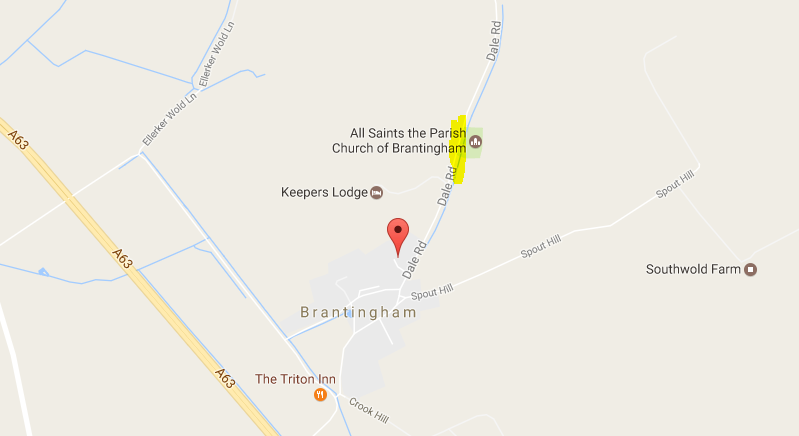 Dale Rd
Ellerker Wold Ln
Ellerker Wold Ln
A63
All Saints the Parish
Church of Brantingham
Dale Rd
Keepers Lodge
Spout Hill
Dale Rd
Spout Hill
A63
Southwold Farm
Spout Hill
Brantingham
The Triton Inn
A63
Crook Hill